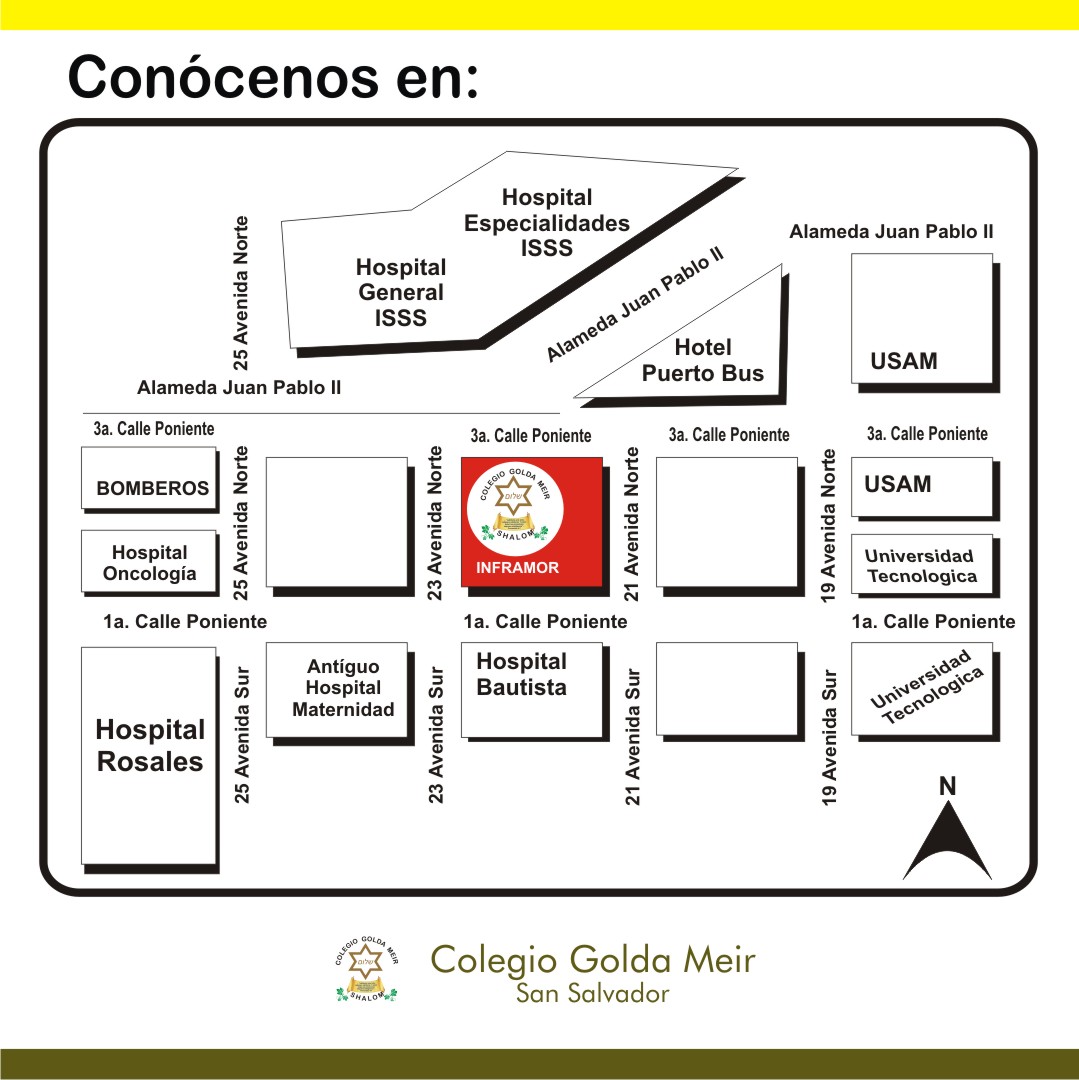 Conócenos en:
Hospital
Especialidades
ISSS
Hospital
General
ISSS
25 Avenida Norte
Alameda Juan Pablo II
Alameda Juan Pablo II
Alameda Juan Pablo II
Hotel
Puerto Bus
USAM
3a. Calle Poniente
3a. Calle Poniente
3a. Calle Poniente
3a. Calle Poniente
BOMBEROS
Hospital
Oncología
25 Avenida Norte
23 Avenida Norte
COLEGIO GOLDA MEIR
שלום
SHALOM
INFRAMOR
21 Avenida Norte
19 Avenida Norte
USAM
Universidad
Tecnologica
1a. Calle Poniente
1a. Calle Poniente
1a. Calle Poniente
Hospital
Rosales
25 Avenida Sur
Antíguo
Hospital
Maternidad
23 Avenida Sur
Hospital
Bautista
21 Avenida Sur
19 Avenida Sur
Universidad
Tecnologica
N
COLEGIO GOLDA MEIR
שלום
SHALOM
Colegio Golda Meir
San Salvador